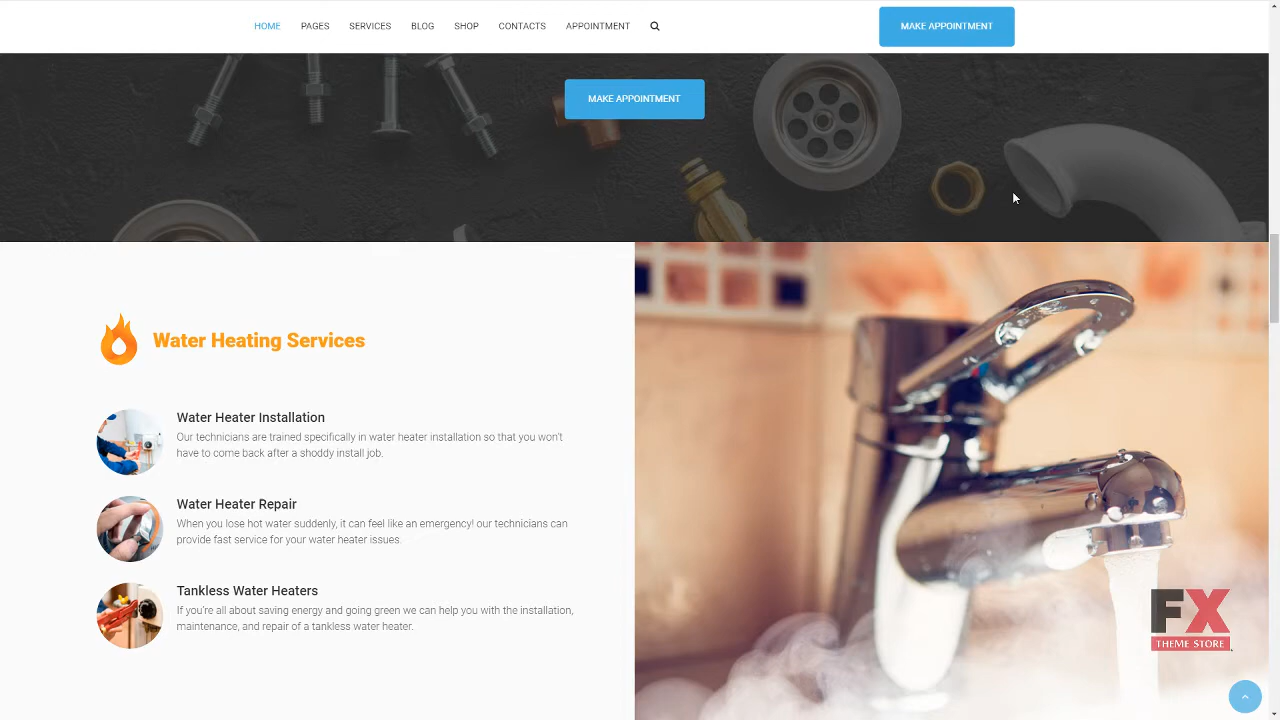 HOME PAGES SERVICES BLOG SHOP CONTACTS APPOINTMENT MAKE APPOINTMENT
MAKE APPOINTMENT
Water Heating Services
Water Heater Installation
Our technicians are trained specifically in water heater installation so that you won't
have to come back after a shoddy install job.
Water Heater Repair
When you lose hot water suddenly, it can feel like an emergency! our technicians can
provide fast service for your water heater issues.
Tankless Water Heaters
If you're all about saving energy and going green we can help you with the installation,
maintenance, and repair of a tankless water heater.
FX
THEME STORE